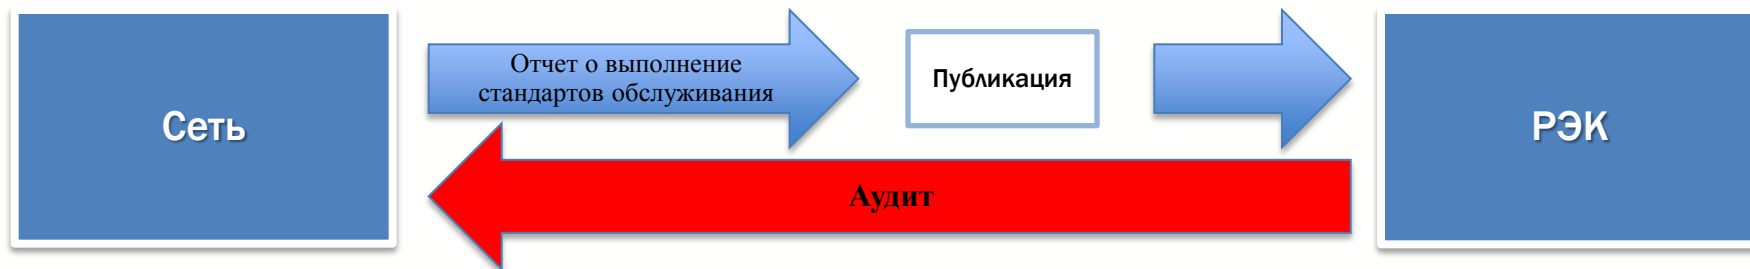 Сеть
Отчет о выполнение
стандартов обслуживания
Публикация
РЭК
Аудит